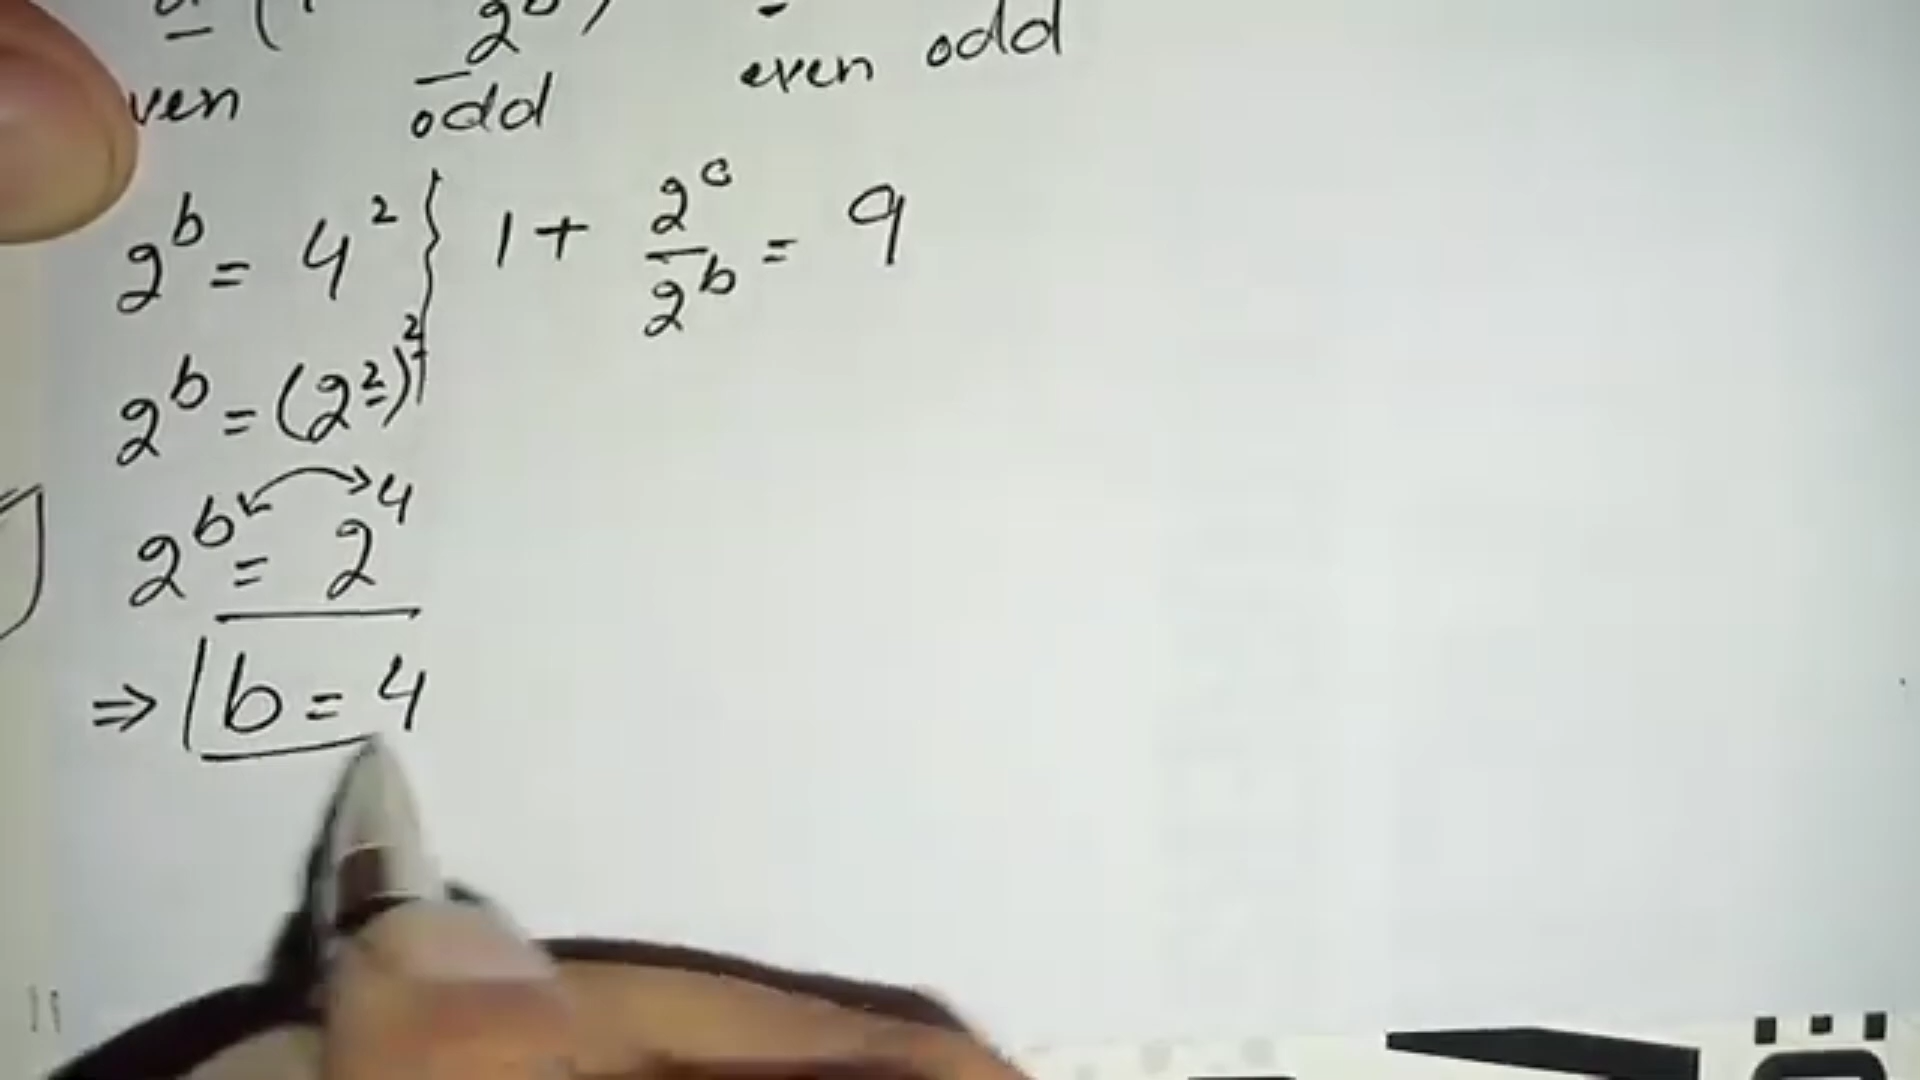 2^b
ven odd even odd
2^b = 4^2 } 1 + 2^c/2^b = 9
2^b = (2^2)^2
2^b = 2^4
⇒ b = 4